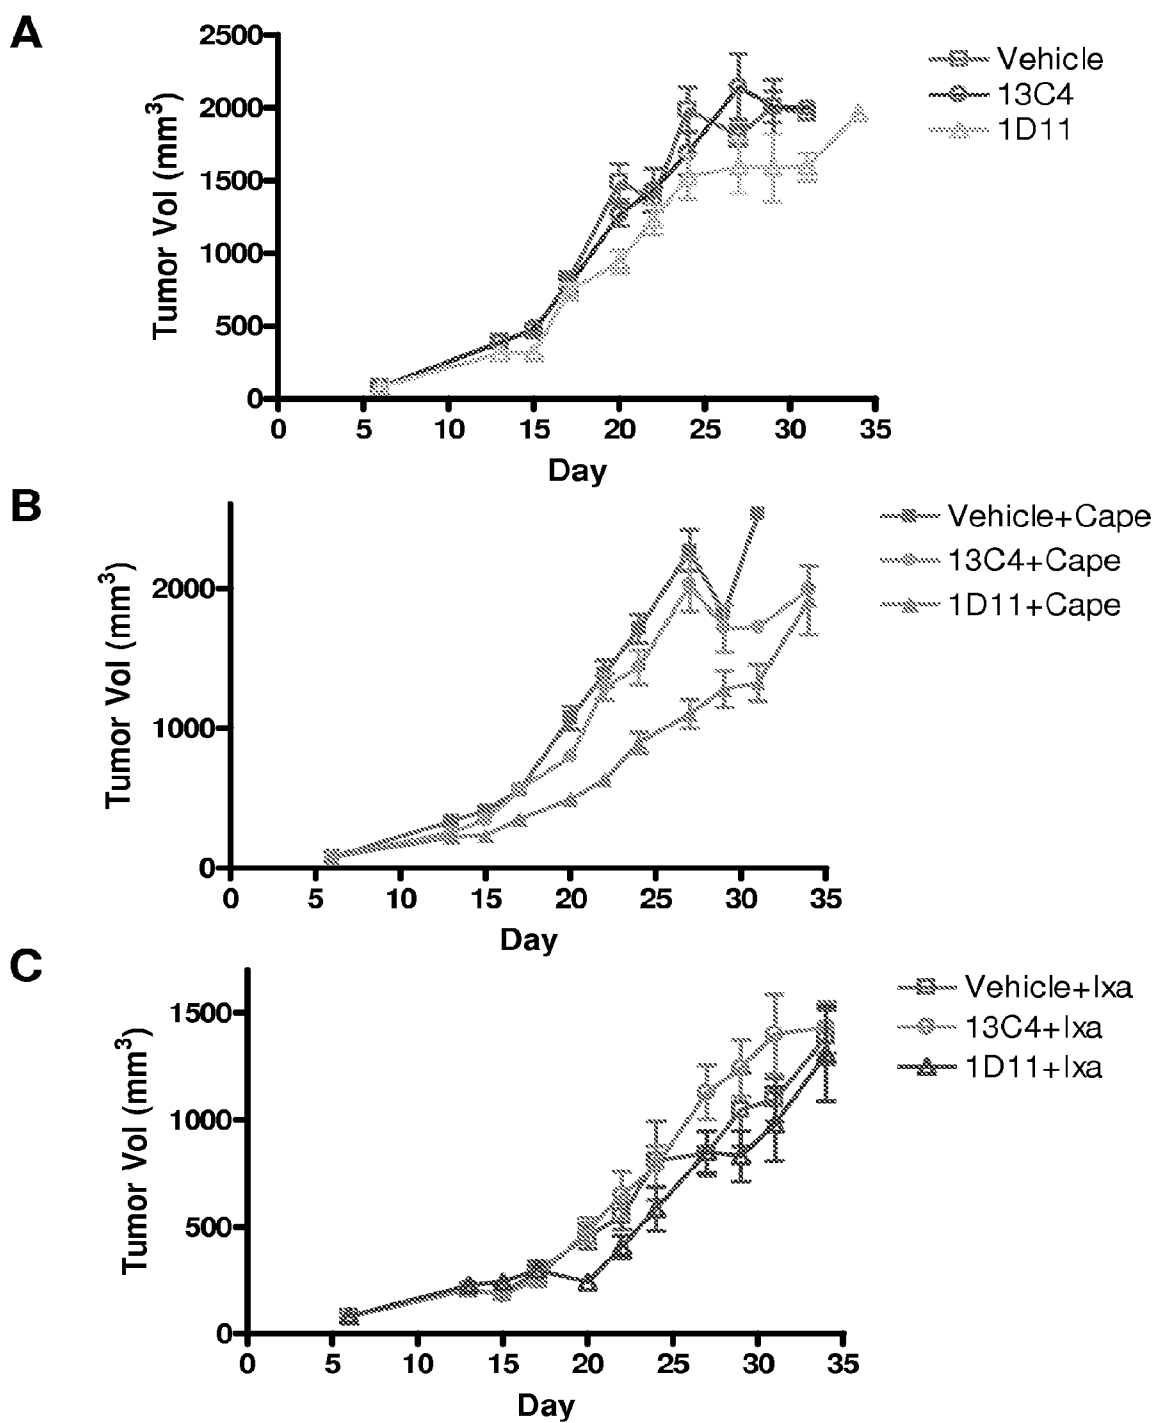 A
2500
2000
1500
1000
500
0
Tumor Vol (mm³)
0 5 10 15 20 25 30 35
Day
Vehicle
13C4
1D11
B
2000
1000
0
Tumor Vol (mm³)
0 5 10 15 20 25 30 35
Day
Vehicle+Cape
13C4+Cape
1D11+Cape
C
1500
1000
500
0
Tumor Vol (mm³)
0 5 10 15 20 25 30 35
Day
Vehicle+Ixa
13C4+Ixa
1D11+Ixa